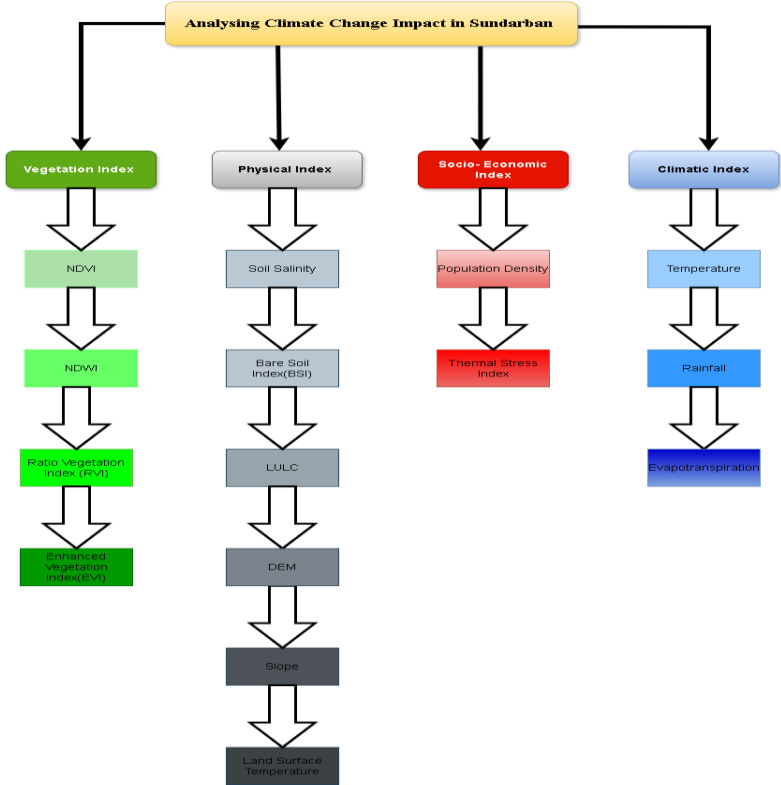 Analysing Climate Change Impact in Sundarban
Vegetation Index
NDVI
NDWI
Ratio Vegetation
Index (RVI)
Enhanced
Vegetation
Index(EVI)
Physical Index
Soil Salinity
Bare Soil
Index(BSI)
LULC
DEM
Slope
Land Surface
Temperature
Socio- Economic
Index
Population Density
Thermal Stress
Index
Climatic Index
Temperature
Rainfall
Evapotranspiration